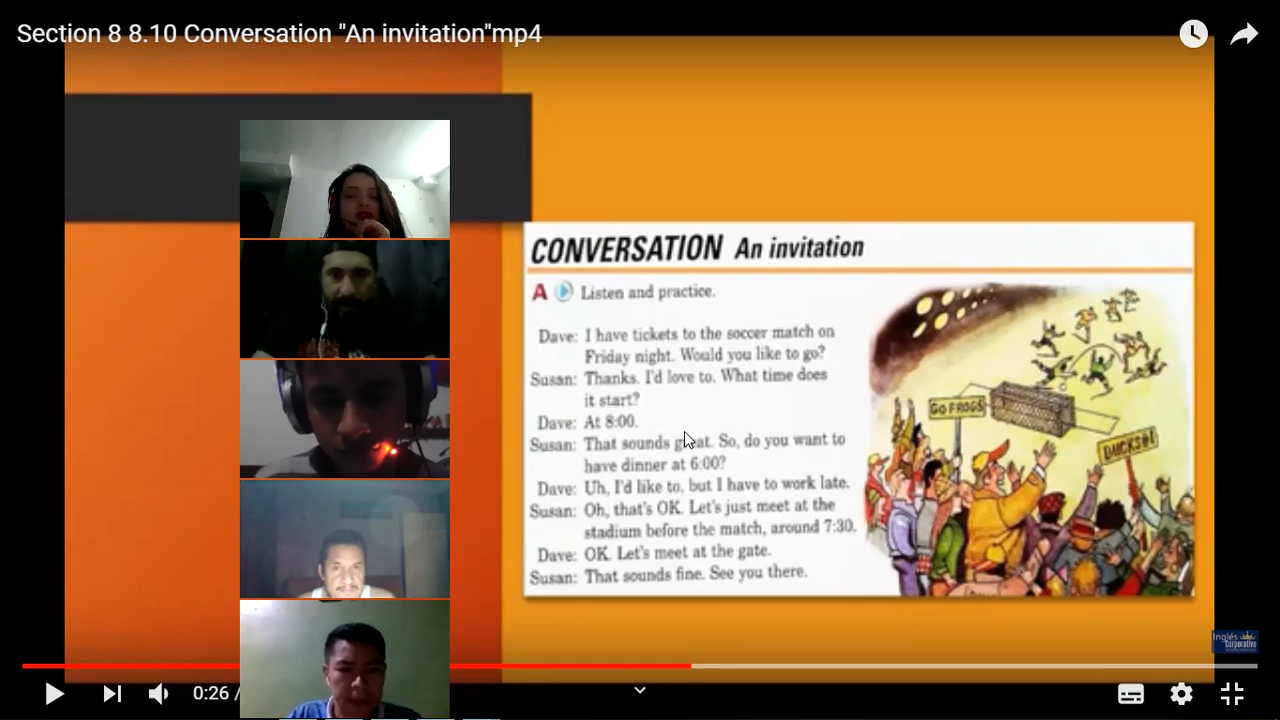 Section 8 8.10 Conversation "An invitation"mp4
CONVERSATION An invitation
A Listen and practice.
Dave: I have tickets to the soccer match on
Friday night. Would you like to go?
Susan: Thanks. I'd love to. What time does
it start?
Dave: At 8:00.
Susan: That sounds great. So, do you want to
have dinner at 6:00?
Dave: Uh, I'd like to, but I have to work late.
Susan: Oh, that's OK. Let's just meet at the
stadium before the match, around 7:30.
Dave: OK. Let's meet at the gate.
Susan: That sounds fine. See you there.
GO FROGS
Inglés
Corporativo
0:26 /